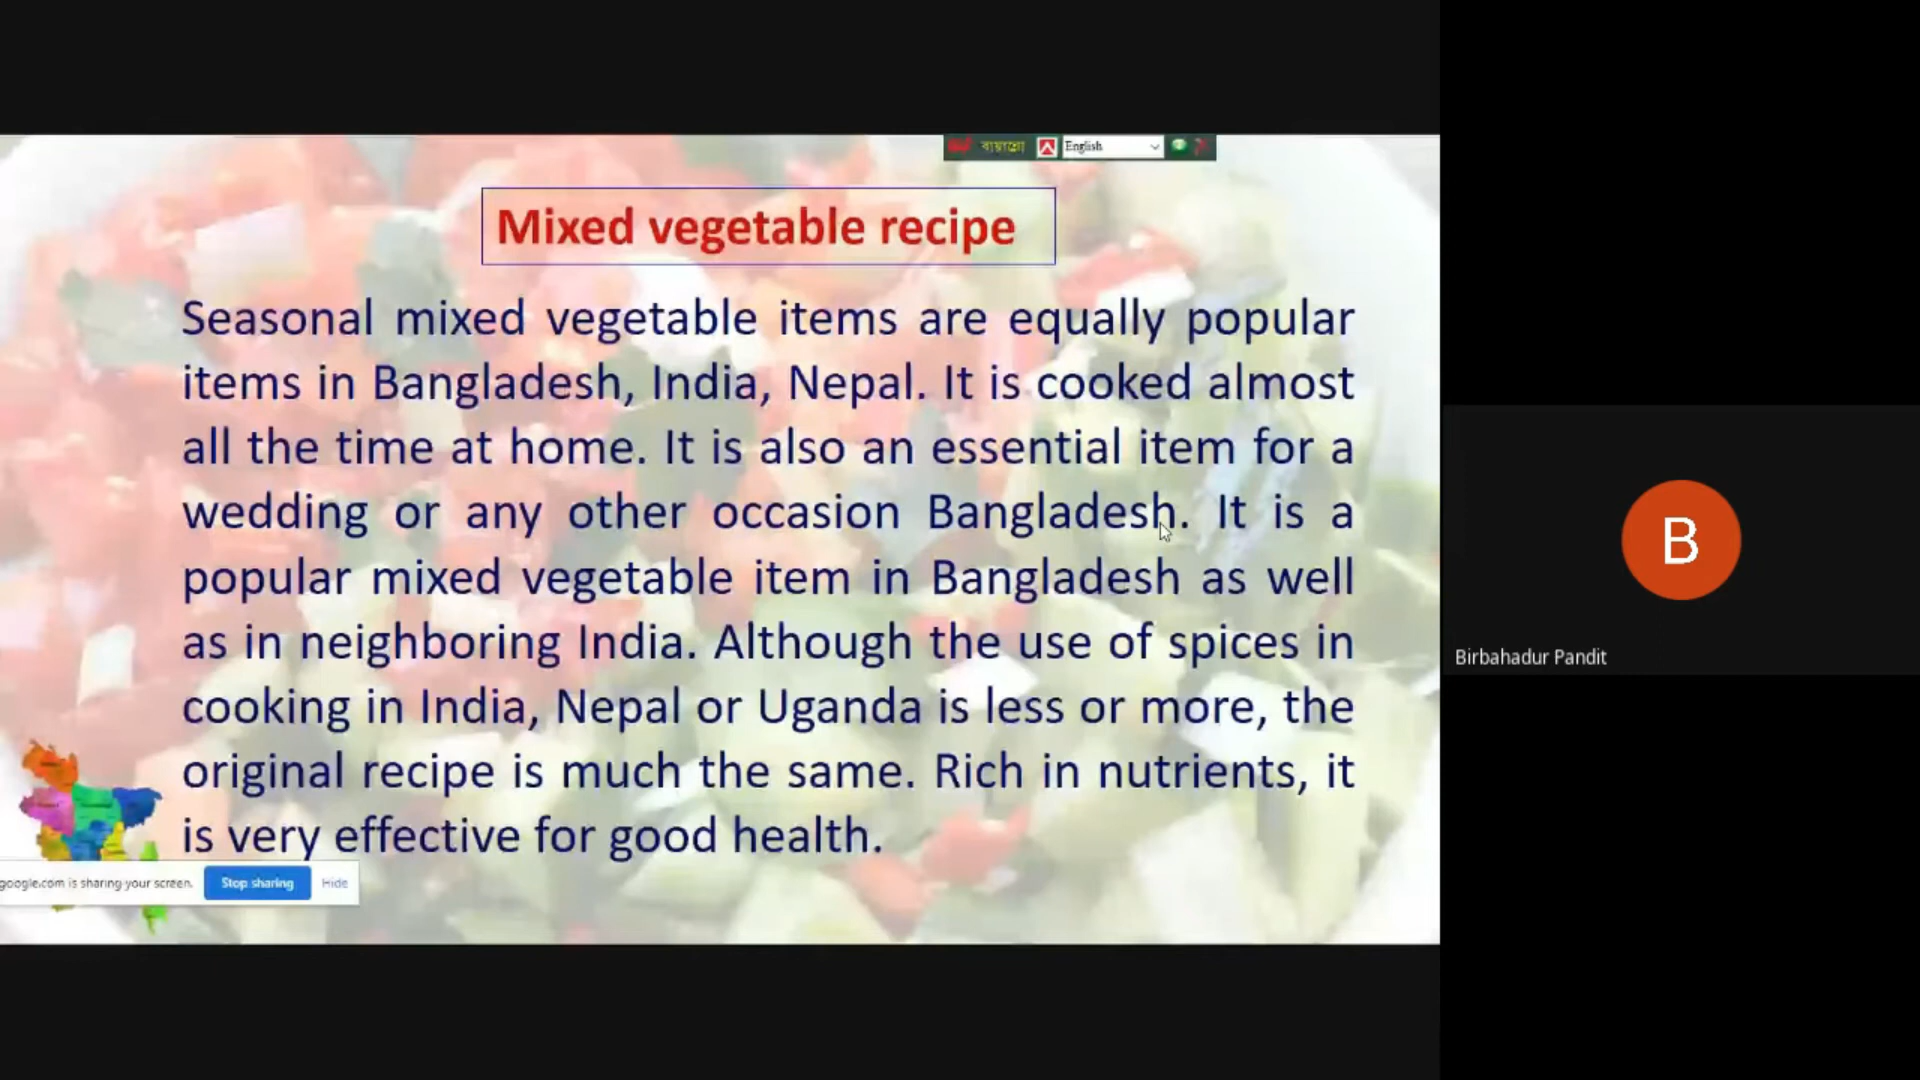 বায়ান্নো
English
Mixed vegetable recipe
Seasonal mixed vegetable items are equally popular
items in Bangladesh, India, Nepal. It is cooked almost
all the time at home. It is also an essential item for a
wedding or any other occasion Bangladesh. It is a
popular mixed vegetable item in Bangladesh as well
as in neighboring India. Although the use of spices in
cooking in India, Nepal or Uganda is less or more, the
original recipe is much the same. Rich in nutrients, it
is very effective for good health.
google.com is sharing your screen.
Stop sharing
Hide
B
Birbahadur Pandit